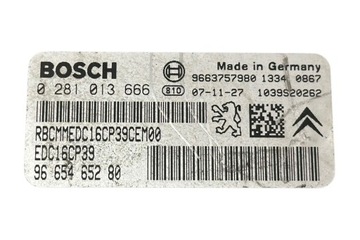 BOSCH
Made in Germany
9663757980 1334 0867
0 281 013 666 810 07-11-27 1039S20262
RBCMMEDC16CP39CEM00
EDC16CP39
96 654 652 80